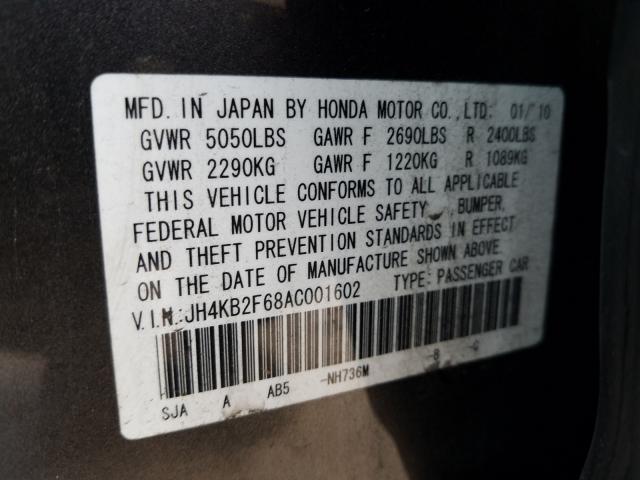 MFD. IN JAPAN BY HONDA MOTOR CO.,LTD. 01/10
GVWR 5050LBS GAWR F 2690LBS R 2400LBS
GVWR 2290KG GAWR F 1220KG R 1089KG
THIS VEHICLE CONFORMS TO ALL APPLICABLE
FEDERAL MOTOR VEHICLE SAFETY, BUMPER,
AND THEFT PREVENTION STANDARDS IN EFFECT
ON THE DATE OF MANUFACTURE SHOWN ABOVE.
V.I.N.:JH4KB2F68AC001602 TYPE: PASSENGER CAR
SJA A AB5 -NH736M -B -G